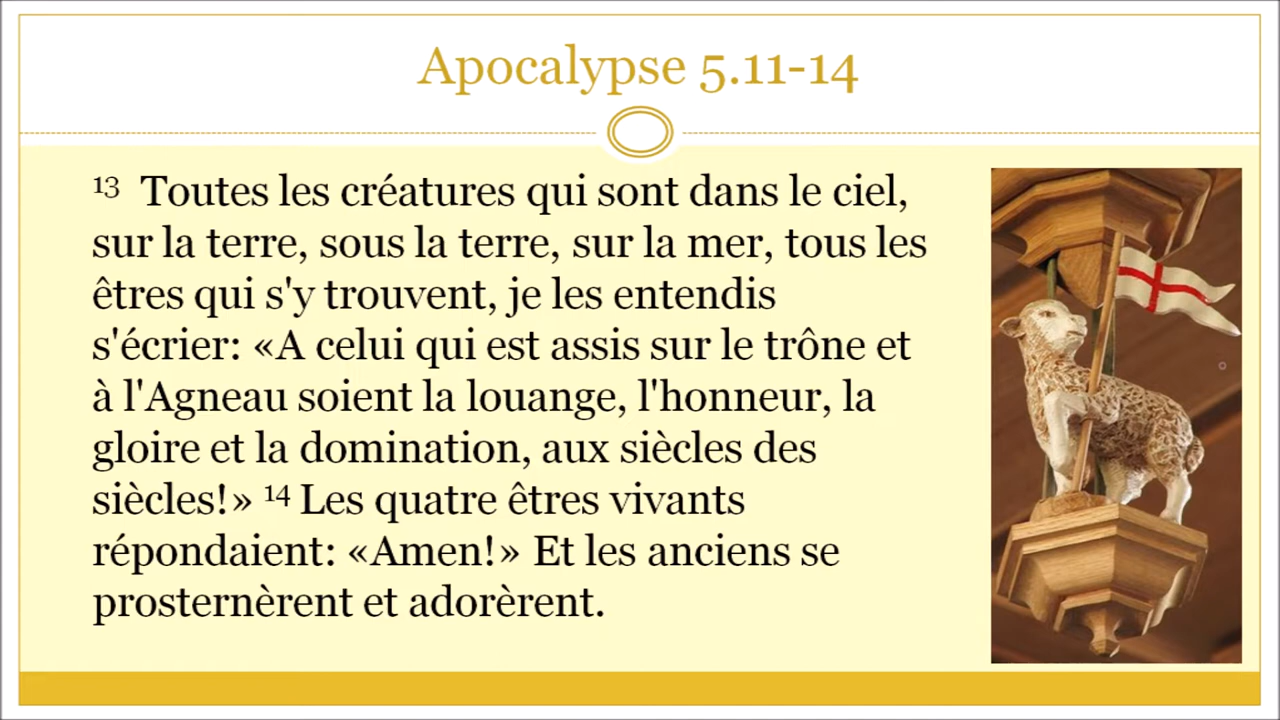 Apocalypse 5.11-14
13 Toutes les créatures qui sont dans le ciel,
sur la terre, sous la terre, sur la mer, tous les
êtres qui s'y trouvent, je les entendis
s'écrier: «A celui qui est assis sur le trône et
à l'Agneau soient la louange, l'honneur, la
gloire et la domination, aux siècles des
siècles!» 14 Les quatre êtres vivants
répondaient: «Amen!» Et les anciens se
prosternèrent et adorèrent.